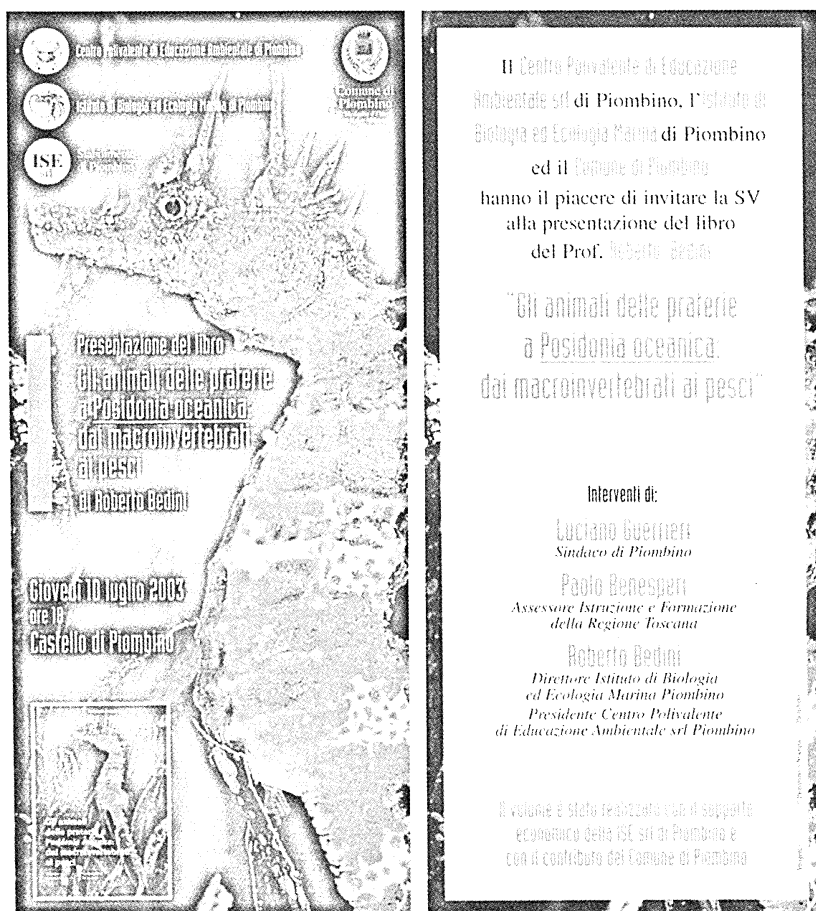 Centro Polivalente di Educazione Ambientale di Piombino
Istituto di Biologia ed Ecologia Marina di Piombino
ISE
srl
Comune di
Piombino
Presentazione del libro
Gli animali delle praterie
a Posidonia oceanica:
dai macroinvertebrati
ai pesci
di Roberto Bedini
Giovedì 10 luglio 2003
ore 18
Castello di Piombino
Il Centro Polivalente di Educazione
Ambientale srl di Piombino, l'Istituto di
Biologia ed Ecologia Marina di Piombino
ed il Comune di Piombino
hanno il piacere di invitare la SV
alla presentazione del libro
del Prof. Roberto Bedini
"Gli animali delle praterie
a Posidonia oceanica:
dai macroinvertebrati ai pesci"
Interventi di:
Luciano Guerrieri
Sindaco di Piombino
Paolo Benesperi
Assessore Istruzione e Formazione
della Regione Toscana
Roberto Bedini
Direttore Istituto di Biologia
ed Ecologia Marina Piombino
Presidente Centro Polivalente
di Educazione Ambientale srl Piombino
Il volume è stato realizzato con il supporto
economico della ISE srl di Piombino e
con il contributo del Comune di Piombino